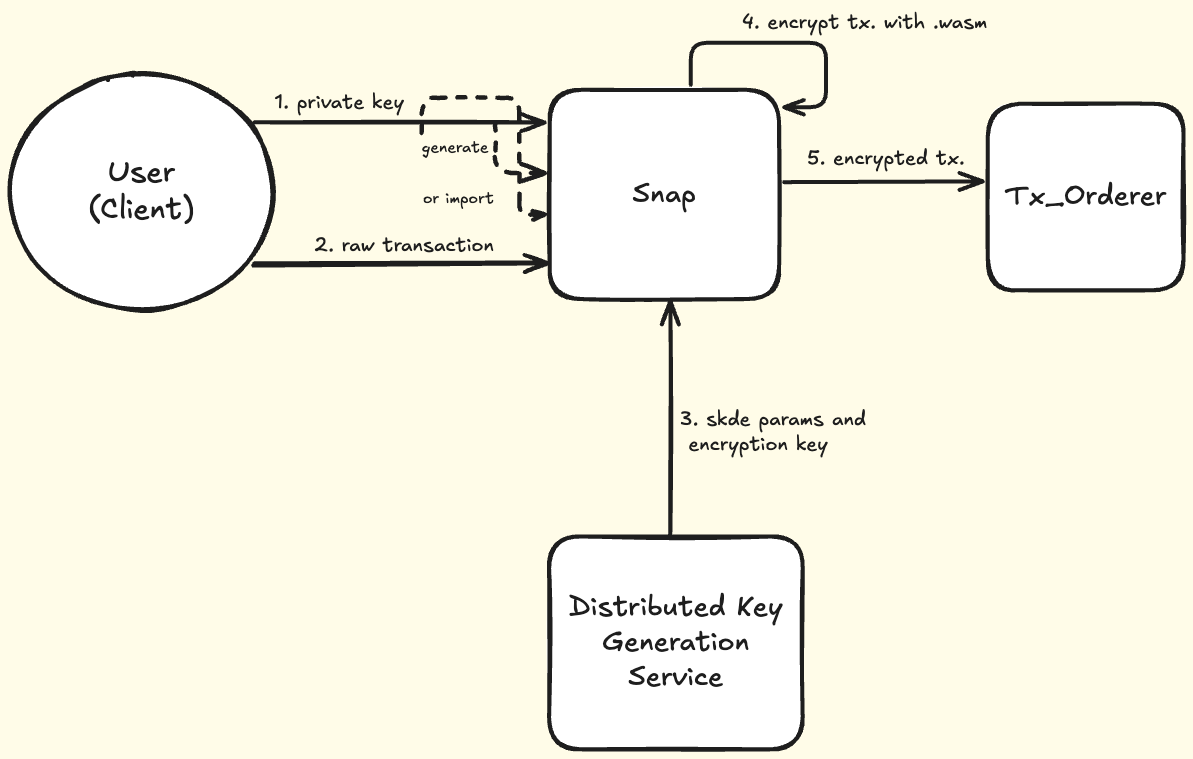 4. encrypt tx. with .wasm
1. private key
generate
or import
2. raw transaction
User
(Client)
Snap
5. encrypted tx.
Tx_Orderer
3. skde params and
encryption key
Distributed Key
Generation
Service